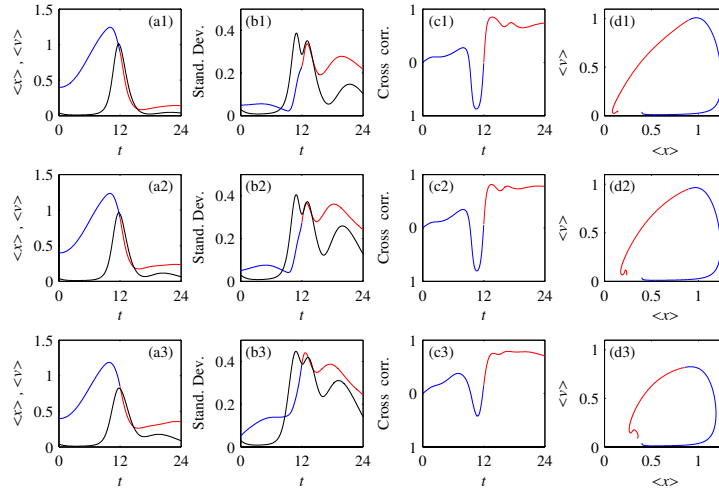 (a1) (b1) (c1) (d1)
<x> , <v>
1.5
1
0.5
0
0 12 24
t
Stand. Dev.
0.4
0.2
0
0 12 24
t
Cross corr.
1
0
1
0 12 24
t
<v>
1
0.5
0
0 0.5 1
<x>
(a2) (b2) (c2) (d2)
<x> , <v>
1.5
1
0.5
0
0 12 24
t
Stand. Dev.
0.4
0.2
0
0 12 24
t
Cross corr.
1
0
1
0 12 24
t
<v>
1
0.5
0
0 0.5 1
<x>
(a3) (b3) (c3) (d3)
<x> , <v>
1.5
1
0.5
0
0 12 24
t
Stand. Dev.
0.4
0.2
0
0 12 24
t
Cross corr.
1
0
1
0 12 24
t
<v>
1
0.5
0
0 0.5 1
<x>